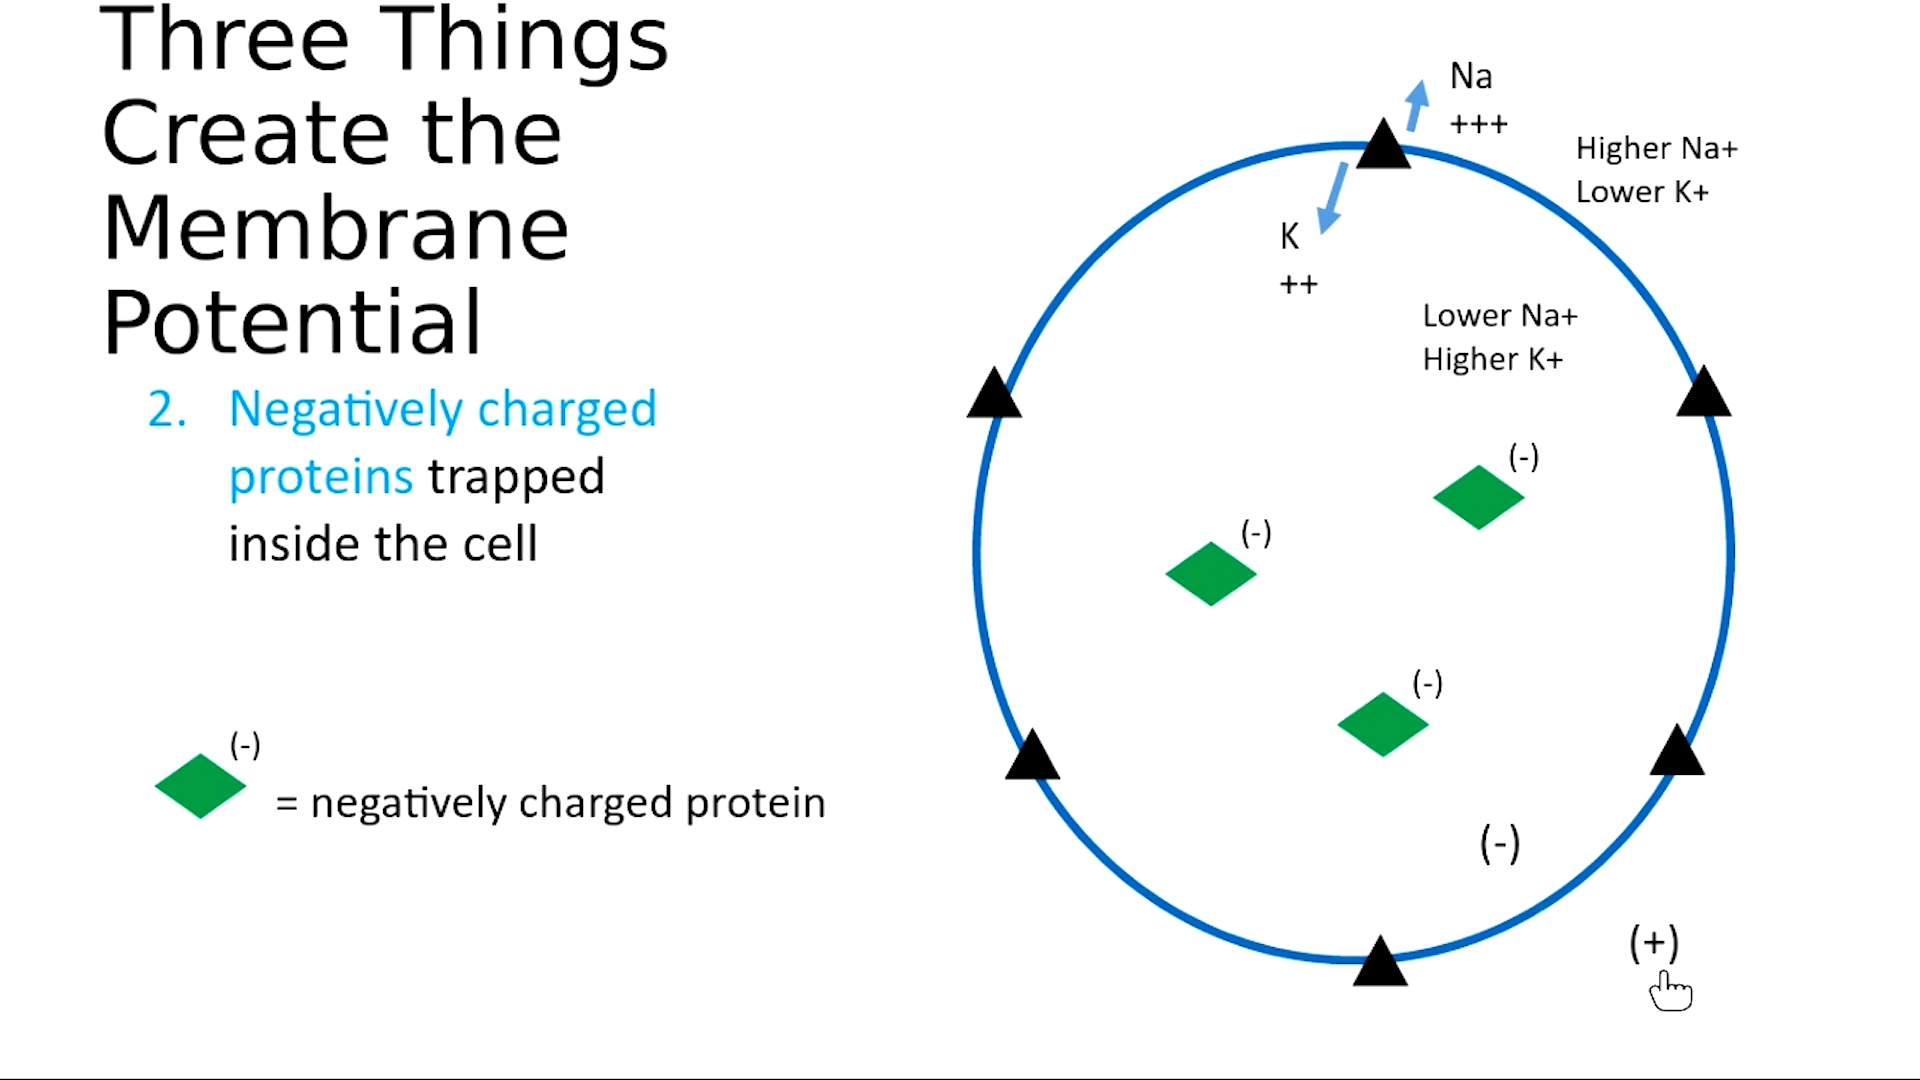 Three Things
Create the
Membrane
Potential
2. Negatively charged
proteins trapped
inside the cell
(-)
= negatively charged protein
Na
+++
Higher Na+
Lower K+
K
++
Lower Na+
Higher K+
(-)
(-)
(-)
(-)
(+)